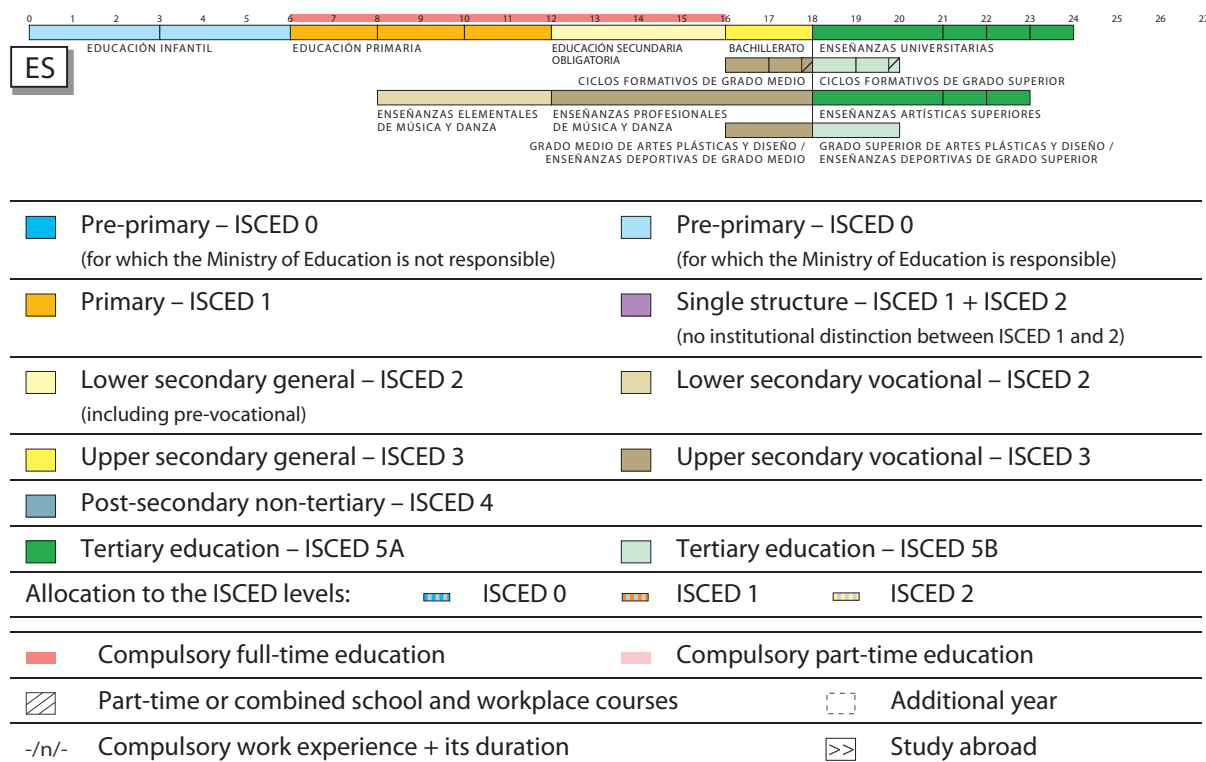 0 1 2 3 4 5 6 7 8 9 10 11 12 13 14 15 16 17 18 19 20 21 22 23 24 25 26 27
EDUCACIÓN INFANTIL EDUCACIÓN PRIMARIA EDUCACIÓN SECUNDARIA BACHILLERATO ENSEÑANZAS UNIVERSITARIAS
OBLIGATORIA
ES
CICLOS FORMATIVOS DE GRADO MEDIO CICLOS FORMATIVOS DE GRADO SUPERIOR
ENSEÑANZAS ELEMENTALES ENSEÑANZAS PROFESIONALES ENSEÑANZAS ARTÍSTICAS SUPERIORES
DE MÚSICA Y DANZA DE MÚSICA Y DANZA
GRADO MEDIO DE ARTES PLÁSTICAS Y DISEÑO / GRADO SUPERIOR DE ARTES PLÁSTICAS Y DISEÑO /
ENSEÑANZAS DEPORTIVAS DE GRADO MEDIO ENSEÑANZAS DEPORTIVAS DE GRADO SUPERIOR
Pre-primary – ISCED 0 Pre-primary – ISCED 0
(for which the Ministry of Education is not responsible) (for which the Ministry of Education is responsible)
Primary – ISCED 1 Single structure – ISCED 1 + ISCED 2
(no institutional distinction between ISCED 1 and 2)
Lower secondary general – ISCED 2 Lower secondary vocational – ISCED 2
(including pre-vocational)
Upper secondary general – ISCED 3 Upper secondary vocational – ISCED 3
Post-secondary non-tertiary – ISCED 4
Tertiary education – ISCED 5A Tertiary education – ISCED 5B
Allocation to the ISCED levels: ISCED 0 ISCED 1 ISCED 2
Compulsory full-time education Compulsory part-time education
Part-time or combined school and workplace courses Additional year
-/n/- Compulsory work experience + its duration >> Study abroad